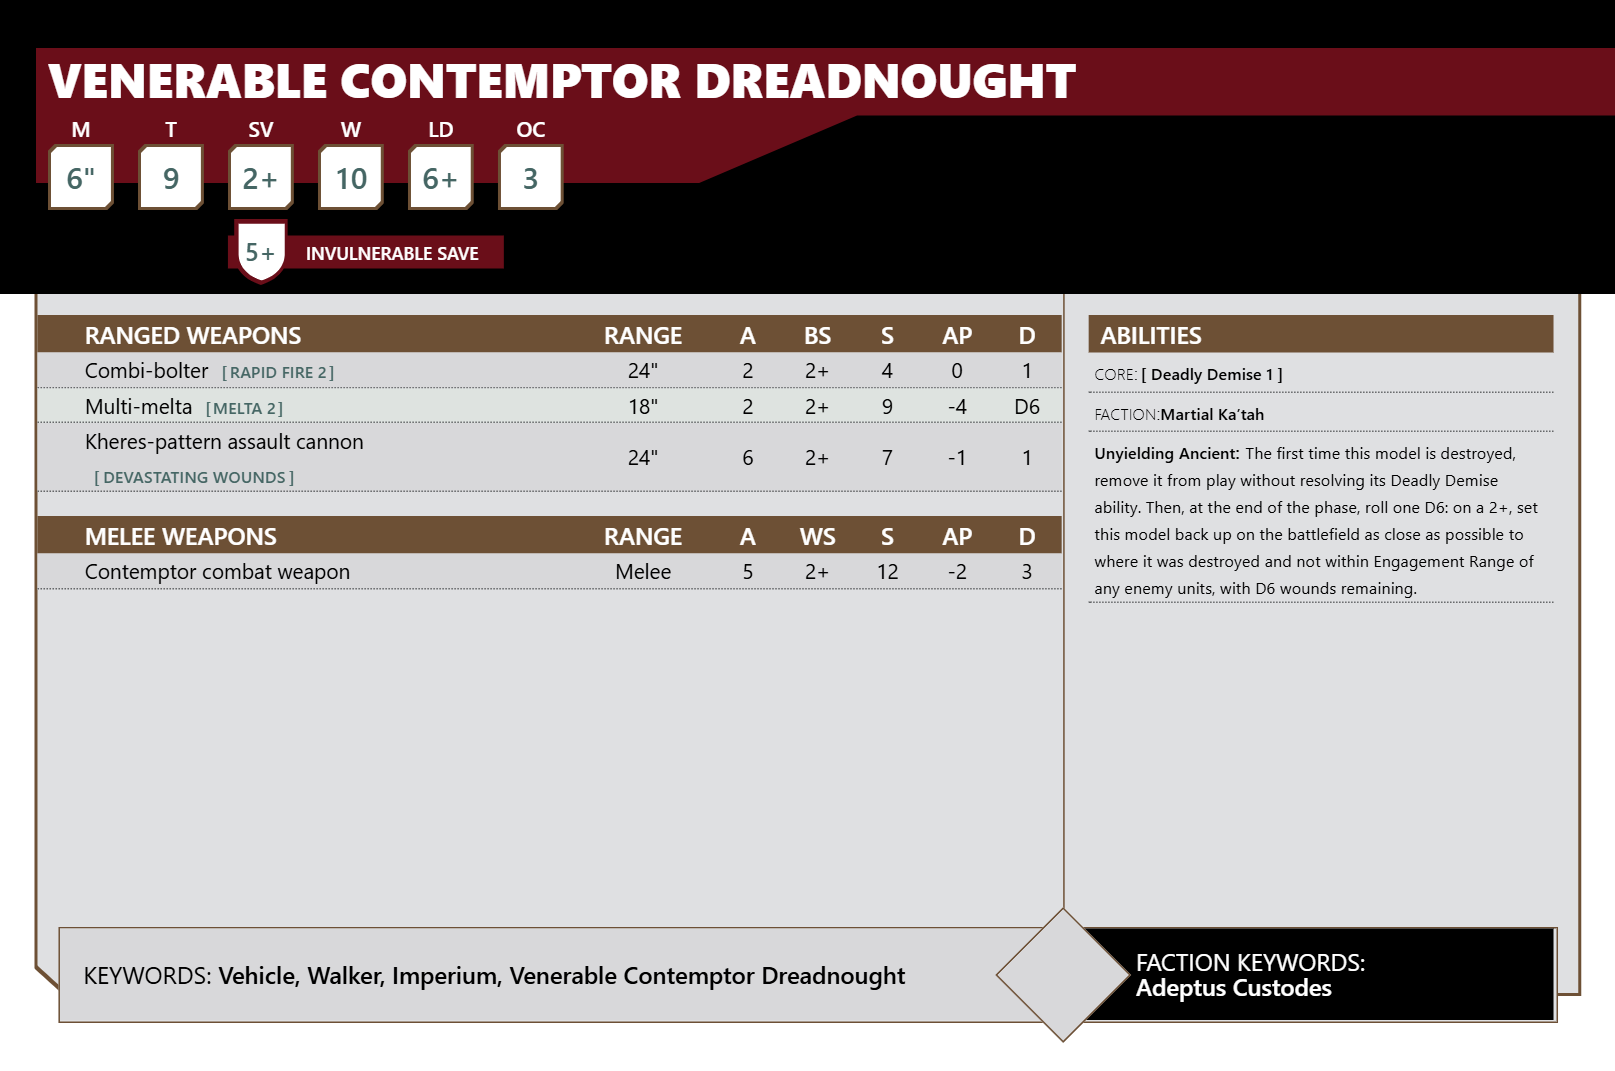 VENERABLE CONTEMPTOR DREADNOUGHT
M T SV W LD OC
6" 9 2+ 10 6+ 3
5+ INVULNERABLE SAVE
RANGED WEAPONS RANGE A BS S AP D
Combi-bolter [ RAPID FIRE 2 ] 24" 2 2+ 4 0 1
Multi-melta [ MELTA 2 ] 18" 2 2+ 9 -4 D6
Kheres-pattern assault cannon
[ DEVASTATING WOUNDS ] 24" 6 2+ 7 -1 1
MELEE WEAPONS RANGE A WS S AP D
Contemptor combat weapon Melee 5 2+ 12 -2 3
ABILITIES
CORE: [ Deadly Demise 1 ]
FACTION:Martial Ka’tah
Unyielding Ancient: The first time this model is destroyed,
remove it from play without resolving its Deadly Demise
ability. Then, at the end of the phase, roll one D6: on a 2+, set
this model back up on the battlefield as close as possible to
where it was destroyed and not within Engagement Range of
any enemy units, with D6 wounds remaining.
KEYWORDS: Vehicle, Walker, Imperium, Venerable Contemptor Dreadnought
FACTION KEYWORDS:
Adeptus Custodes